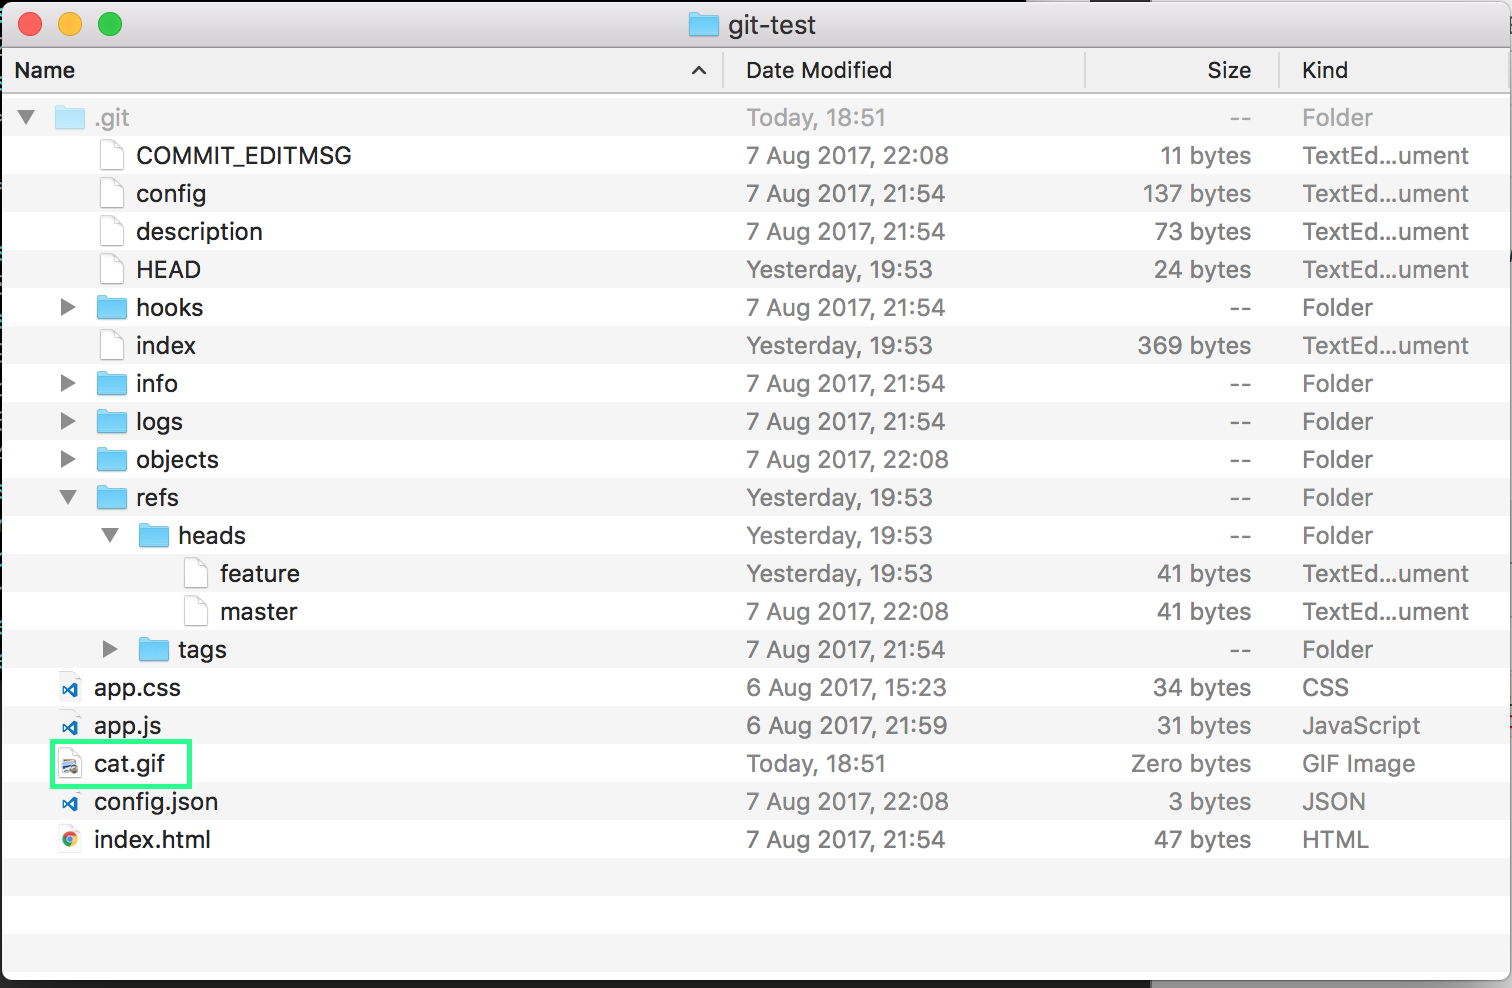 git-test
Name Date Modified Size Kind
.git Today, 18:51 -- Folder
COMMIT_EDITMSG 7 Aug 2017, 22:08 11 bytes TextEd...ument
config 7 Aug 2017, 21:54 137 bytes TextEd...ument
description 7 Aug 2017, 21:54 73 bytes TextEd...ument
HEAD Yesterday, 19:53 24 bytes TextEd...ument
hooks 7 Aug 2017, 21:54 -- Folder
index Yesterday, 19:53 369 bytes TextEd...ument
info 7 Aug 2017, 21:54 -- Folder
logs 7 Aug 2017, 21:54 -- Folder
objects 7 Aug 2017, 22:08 -- Folder
refs Yesterday, 19:53 -- Folder
heads Yesterday, 19:53 -- Folder
feature Yesterday, 19:53 41 bytes TextEd...ument
master 7 Aug 2017, 22:08 41 bytes TextEd...ument
tags 7 Aug 2017, 21:54 -- Folder
app.css 6 Aug 2017, 15:23 34 bytes CSS
app.js 6 Aug 2017, 21:59 31 bytes JavaScript
cat.gif Today, 18:51 Zero bytes GIF Image
config.json 7 Aug 2017, 22:08 3 bytes JSON
index.html 7 Aug 2017, 21:54 47 bytes HTML